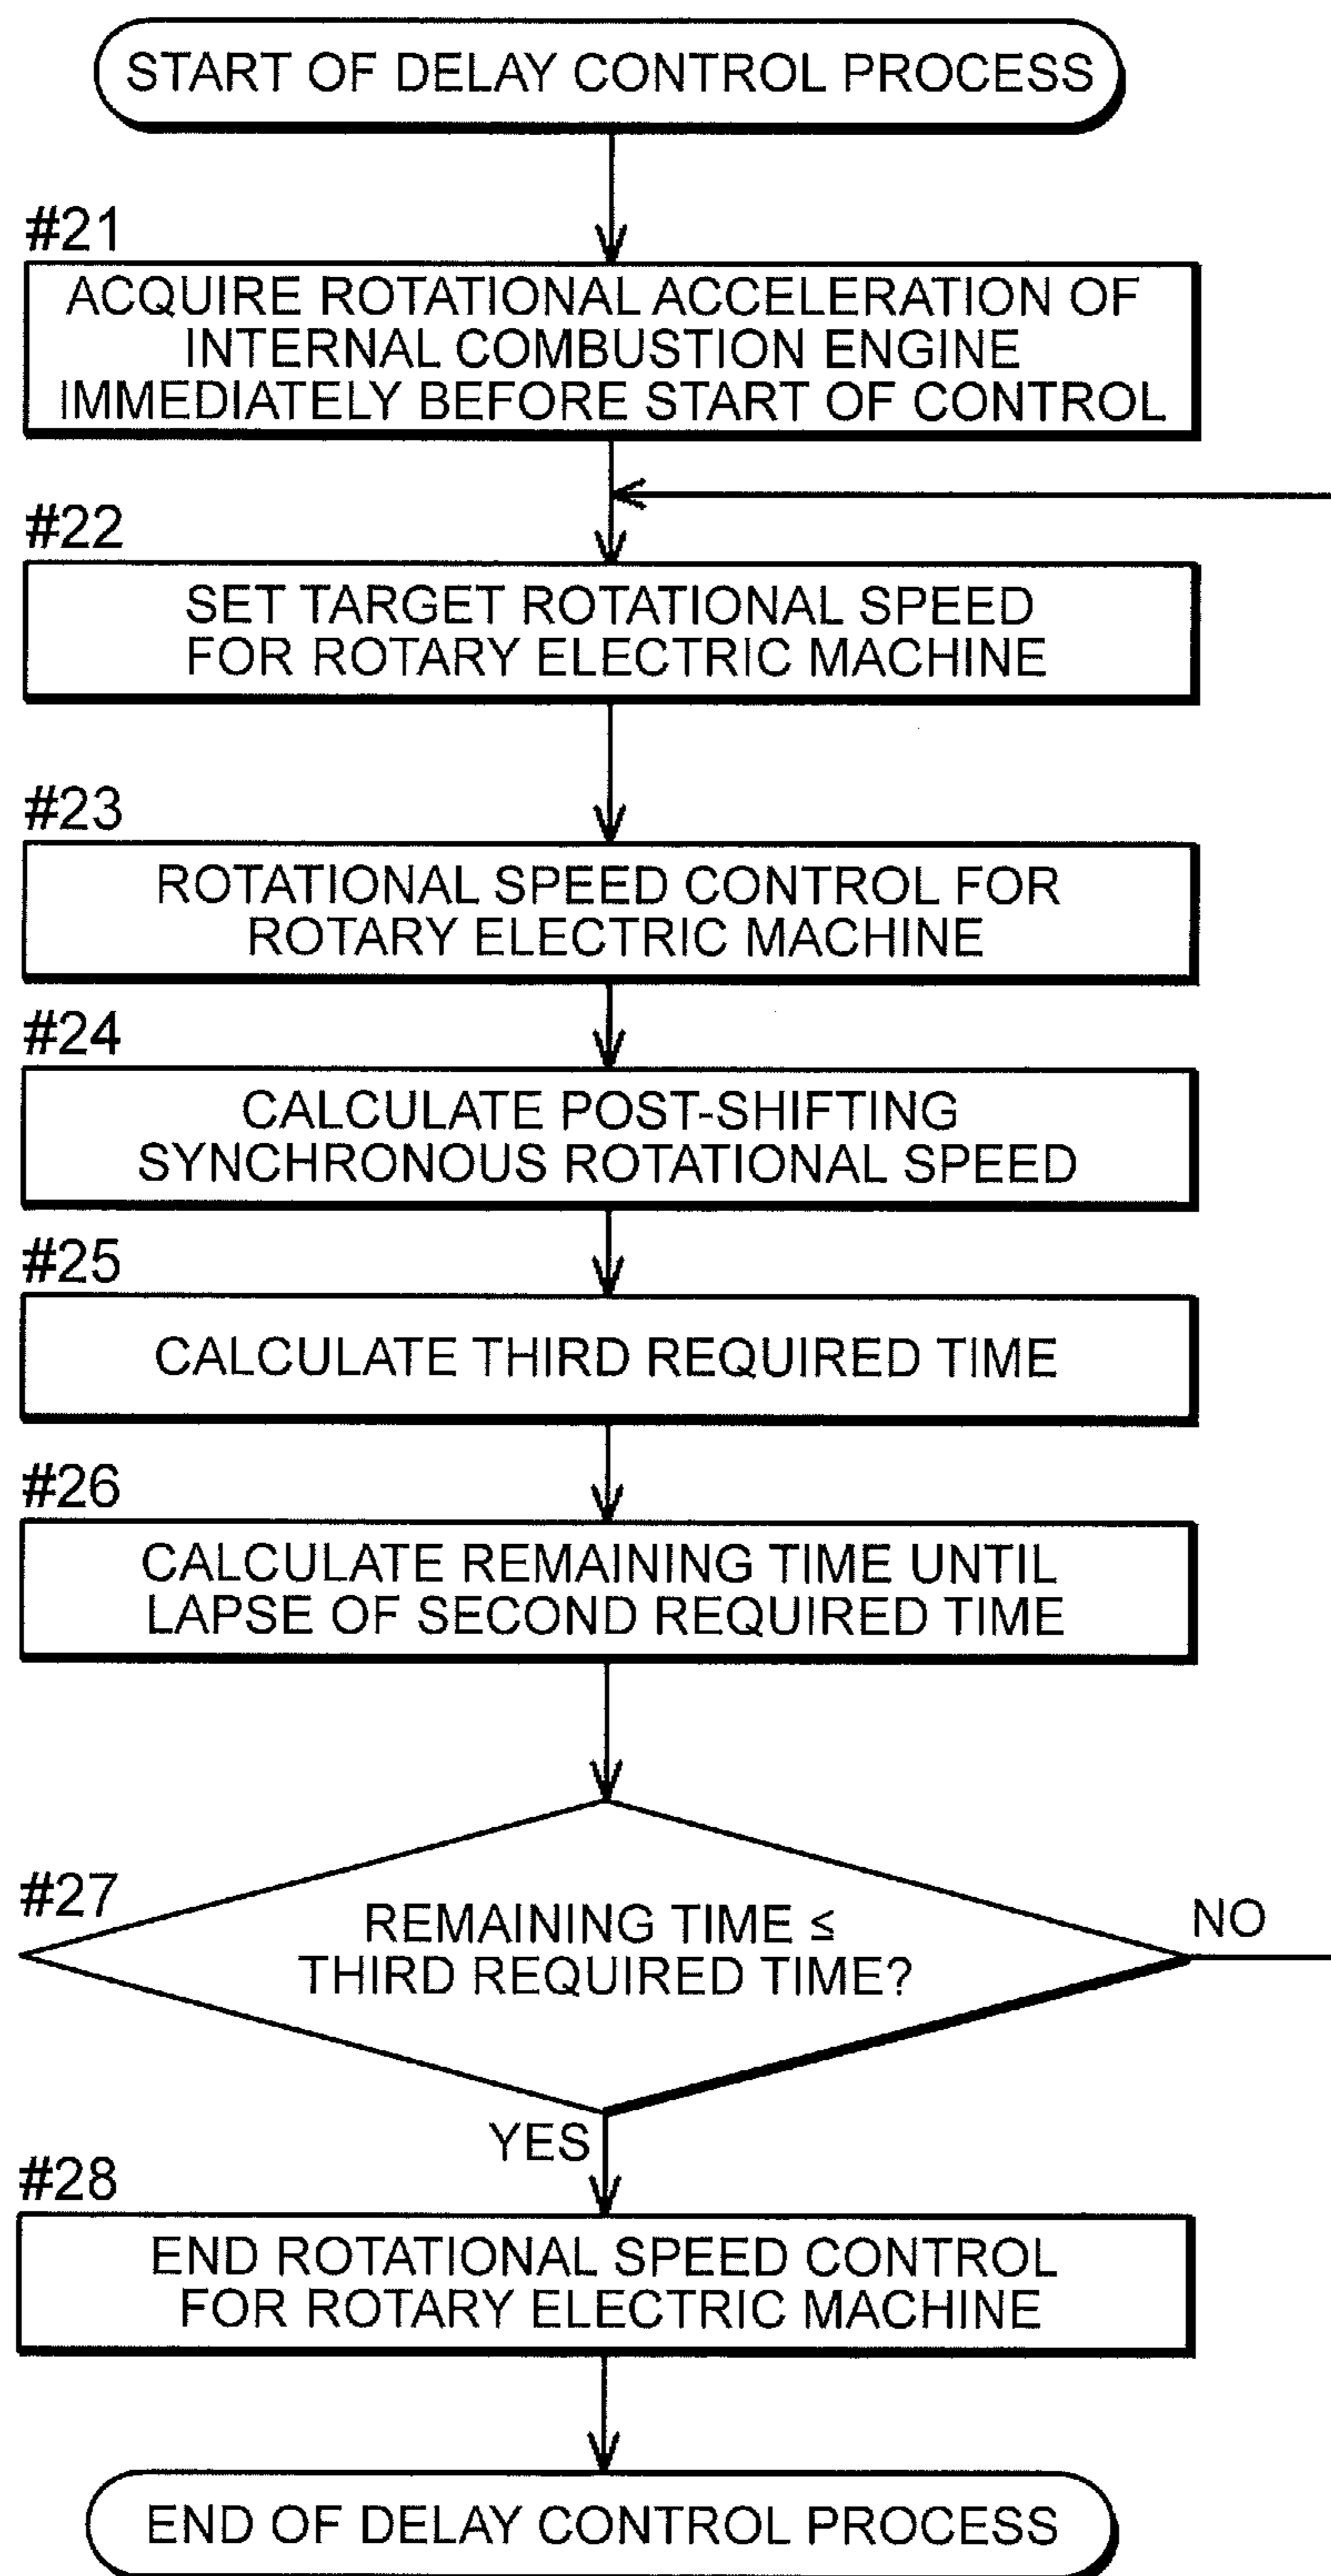 START OF DELAY CONTROL PROCESS
#21
ACQUIRE ROTATIONAL ACCELERATION OF
INTERNAL COMBUSTION ENGINE
IMMEDIATELY BEFORE START OF CONTROL
#22
SET TARGET ROTATIONAL SPEED
FOR ROTARY ELECTRIC MACHINE
#23
ROTATIONAL SPEED CONTROL FOR
ROTARY ELECTRIC MACHINE
#24
CALCULATE POST-SHIFTING
SYNCHRONOUS ROTATIONAL SPEED
#25
CALCULATE THIRD REQUIRED TIME
#26
CALCULATE REMAINING TIME UNTIL
LAPSE OF SECOND REQUIRED TIME
#27
REMAINING TIME ≤
THIRD REQUIRED TIME?
NO
YES
#28
END ROTATIONAL SPEED CONTROL
FOR ROTARY ELECTRIC MACHINE
END OF DELAY CONTROL PROCESS